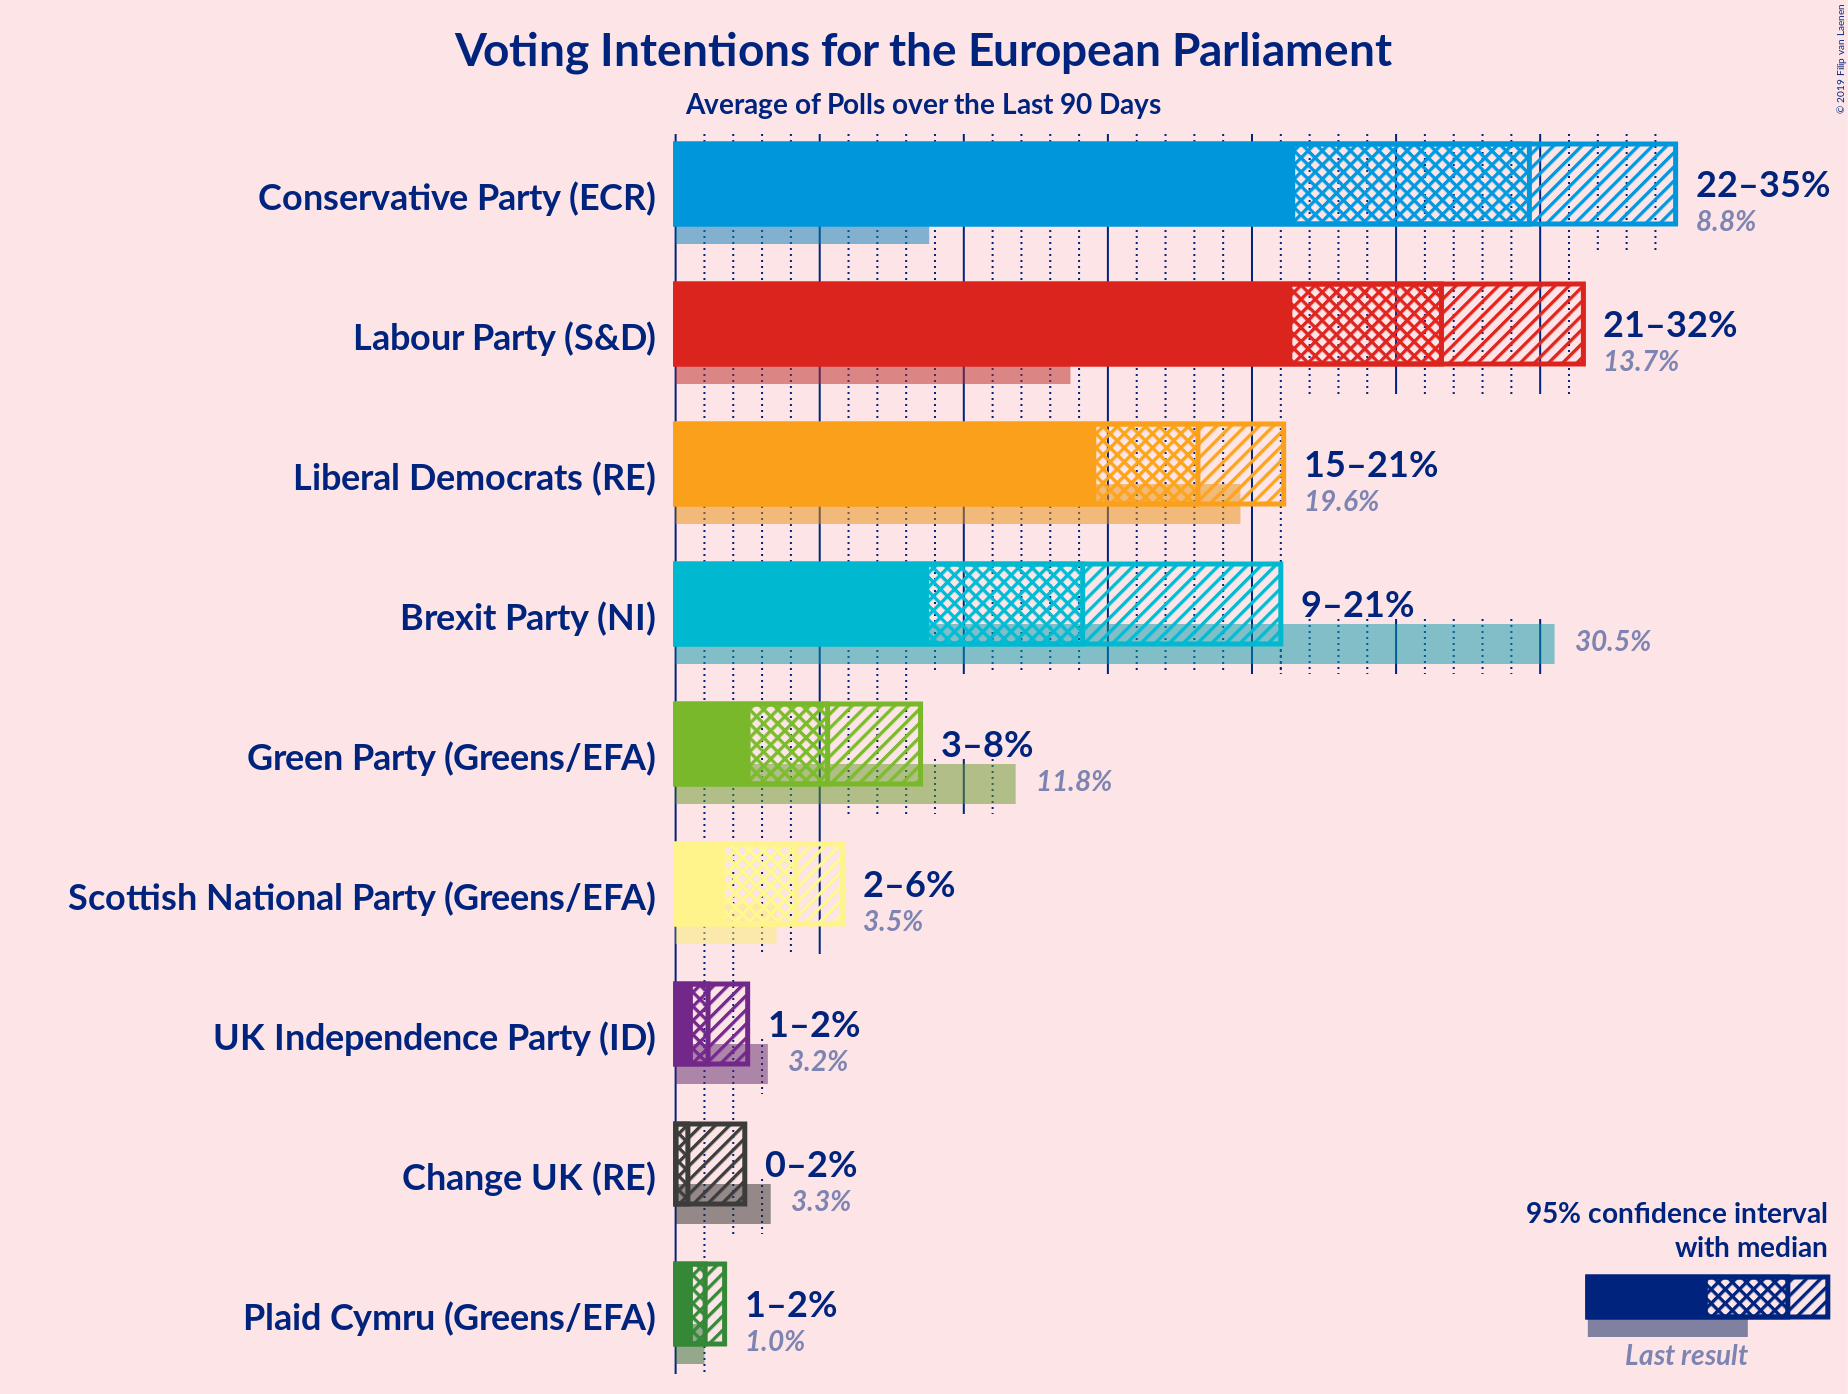 Voting Intentions for the European Parliament
Average of Polls over the Last 90 Days
© 2019 Filip van Laenen
Conservative Party (ECR)
22–35%
8.8%
Labour Party (S&D)
21–32%
13.7%
Liberal Democrats (RE)
15–21%
19.6%
Brexit Party (NI)
9–21%
30.5%
Green Party (Greens/EFA)
3–8%
11.8%
Scottish National Party (Greens/EFA)
2–6%
3.5%
UK Independence Party (ID)
1–2%
3.2%
Change UK (RE)
0–2%
3.3%
Plaid Cymru (Greens/EFA)
1–2%
1.0%
95% confidence interval
with median
Last result